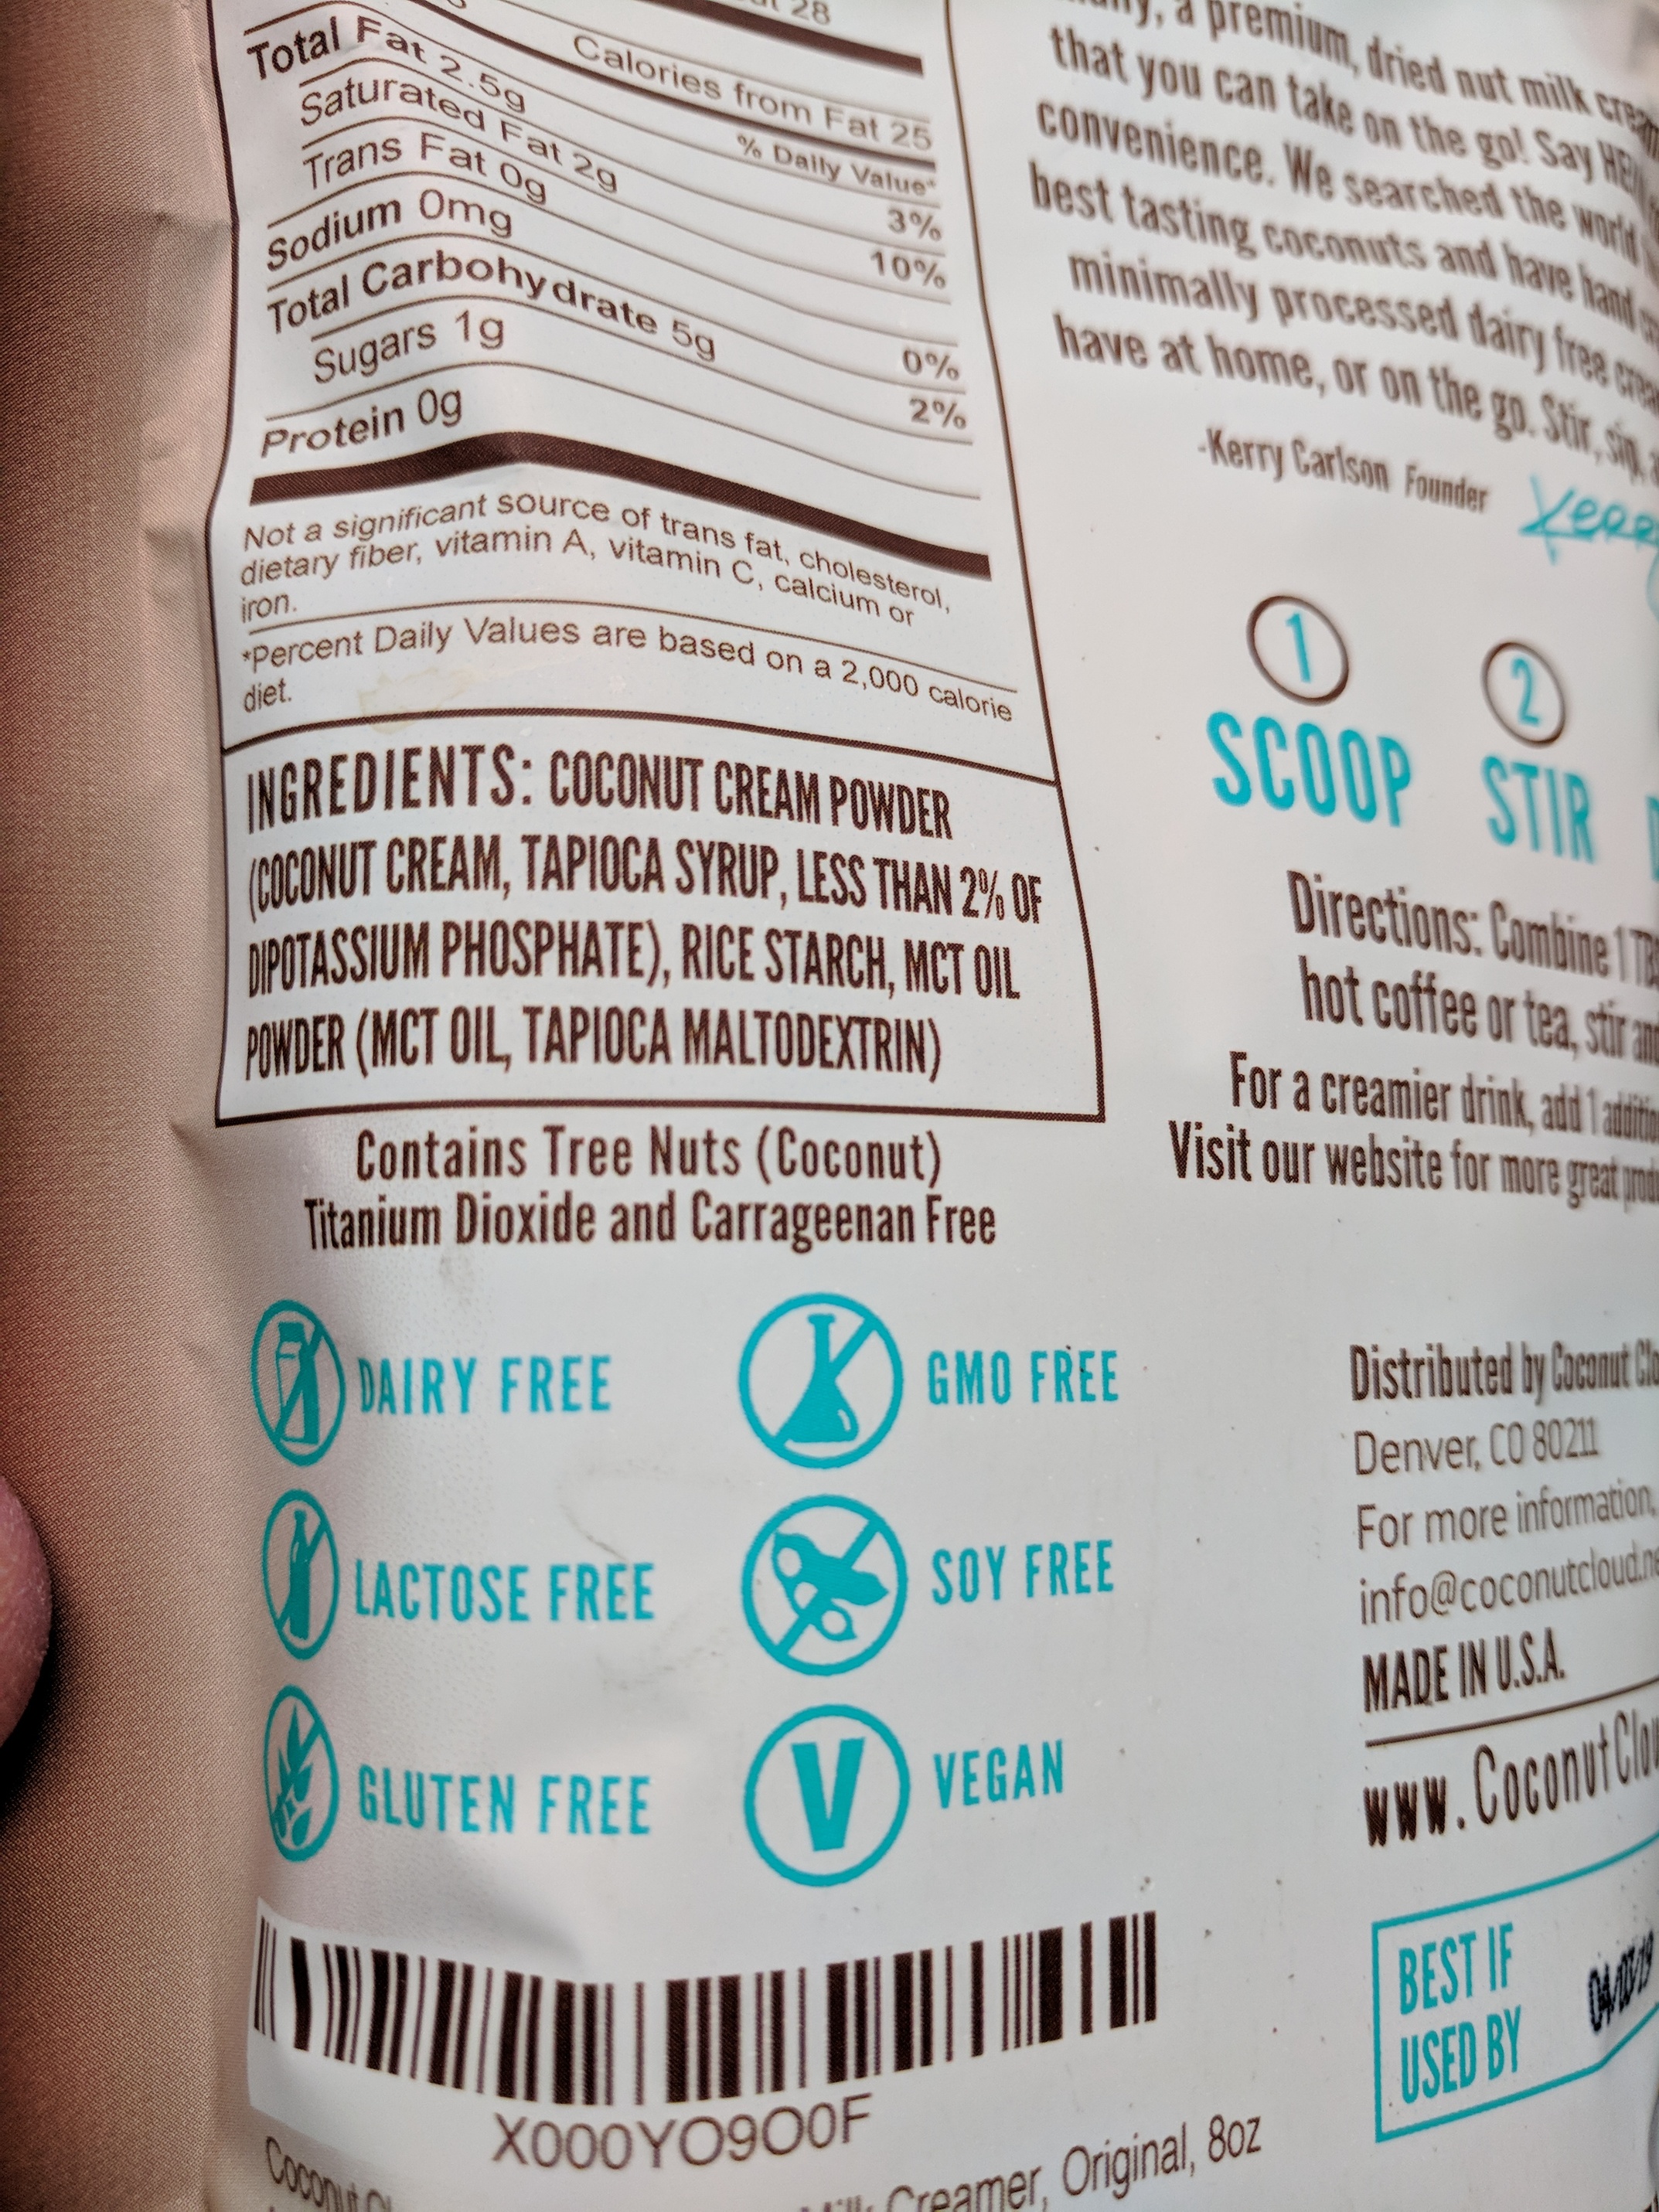 28
Calories from Fat 25
% Daily Value*
Total Fat 2.5g 3%
Saturated Fat 2g 10%
Trans Fat 0g
Sodium 0mg 0%
Total Carbohydrate 5g 2%
Sugars 1g
Protein 0g
Not a significant source of trans fat, cholesterol,
dietary fiber, vitamin A, vitamin C, calcium or
iron.
*Percent Daily Values are based on a 2,000 calorie
diet.
INGREDIENTS: COCONUT CREAM POWDER
(COCONUT CREAM, TAPIOCA SYRUP, LESS THAN 2% OF
DIPOTASSIUM PHOSPHATE), RICE STARCH, MCT OIL
POWDER (MCT OIL, TAPIOCA MALTODEXTRIN)
Contains Tree Nuts (Coconut)
Titanium Dioxide and Carrageenan Free
DAIRY FREE
GMO FREE
LACTOSE FREE
SOY FREE
GLUTEN FREE
V VEGAN
X000YO9O0F
Creamer, Original, 8oz
a premium, dried nut milk
that you can take on the go! Say
convenience. We searched the world
best tasting coconuts and have hand
minimally processed dairy free
have at home, or on the go. Stir, sip,
-Kerry Carlson Founder
1
SCOOP
2
STIR
Directions: Combine 1
hot coffee or tea, stir
For a creamier drink, add 1
Visit our website for more great
Distributed by Coconut
Denver, CO 80211
For more information,
info@coconutcloud.ne
MADE IN U.S.A.
www.CoconutClou
BEST IF
USED BY